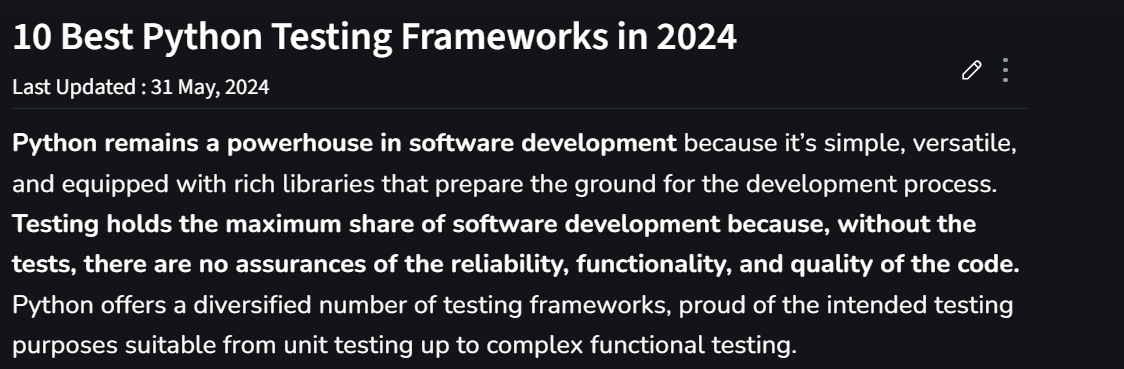 10 Best Python Testing Frameworks in 2024
Last Updated : 31 May, 2024
Python remains a powerhouse in software development because it’s simple, versatile,
and equipped with rich libraries that prepare the ground for the development process.
Testing holds the maximum share of software development because, without the
tests, there are no assurances of the reliability, functionality, and quality of the code.
Python offers a diversified number of testing frameworks, proud of the intended testing
purposes suitable from unit testing up to complex functional testing.